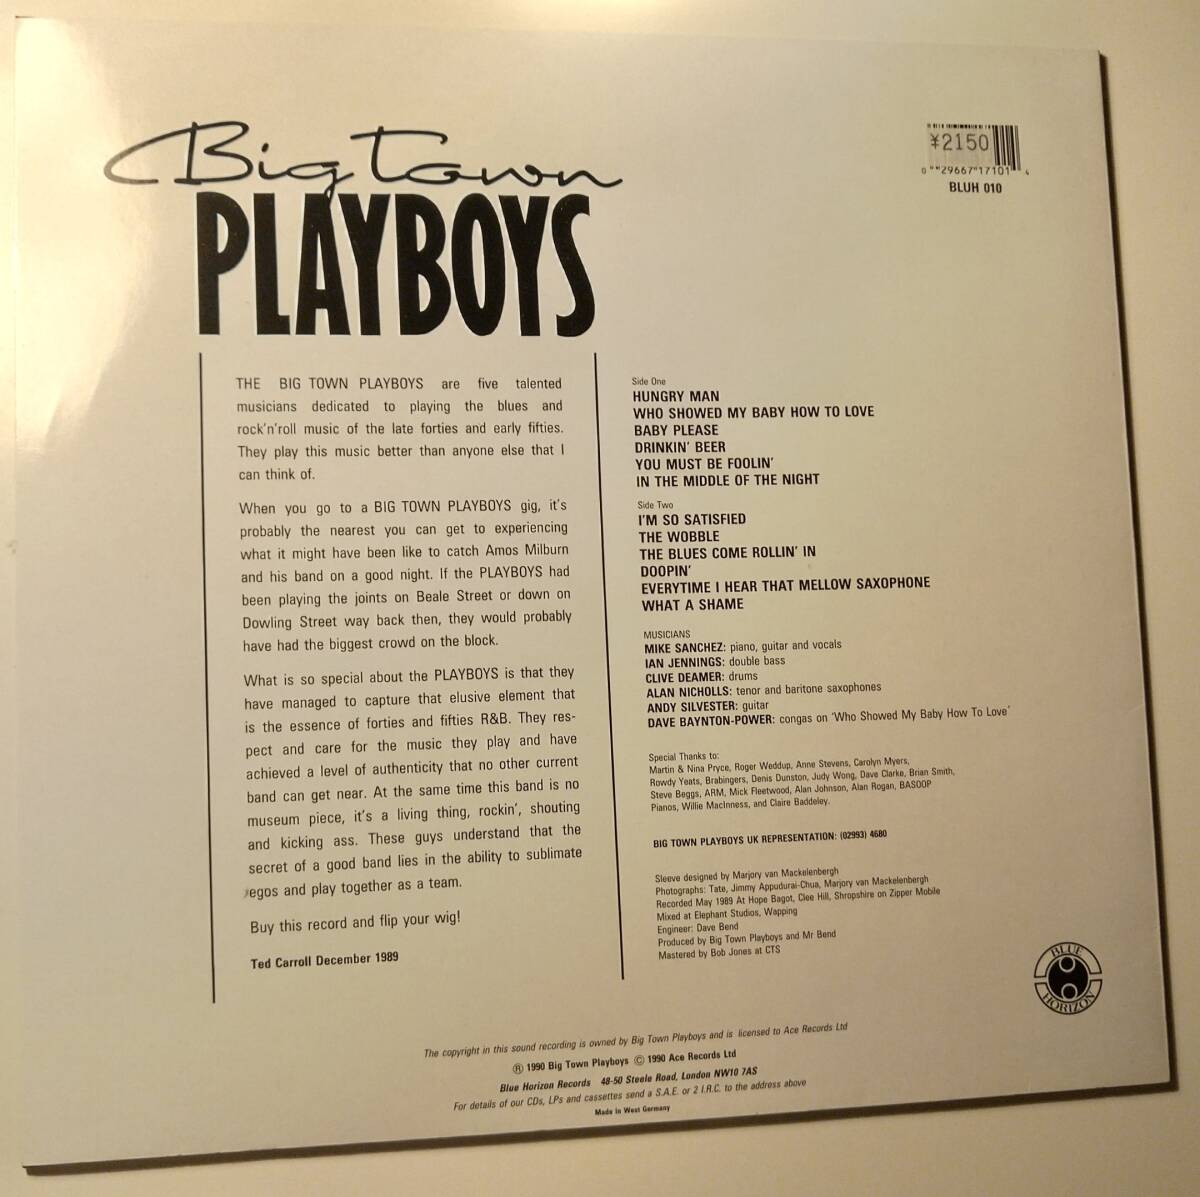 Big Town
PLAYBOYS
¥2150
0 29667 17101 4
BLUH 010
THE BIG TOWN PLAYBOYS are five talented
musicians dedicated to playing the blues and
rock'n'roll music of the late forties and early fifties.
They play this music better than anyone else that I
can think of.
When you go to a BIG TOWN PLAYBOYS gig, it's
probably the nearest you can get to experiencing
what it might have been like to catch Amos Milburn
and his band on a good night. If the PLAYBOYS had
been playing the joints on Beale Street or down on
Dowling Street way back then, they would probably
have had the biggest crowd on the block.
What is so special about the PLAYBOYS is that they
have managed to capture that elusive element that
is the essence of forties and fifties R&B. They res-
pect and care for the music they play and have
achieved a level of authenticity that no other current
band can get near. At the same time this band is no
museum piece, it's a living thing, rockin', shouting
and kicking ass. These guys understand that the
secret of a good band lies in the ability to sublimate
egos and play together as a team.
Buy this record and flip your wig!
Ted Carroll December 1989
Side One
HUNGRY MAN
WHO SHOWED MY BABY HOW TO LOVE
BABY PLEASE
DRINKIN' BEER
YOU MUST BE FOOLIN'
IN THE MIDDLE OF THE NIGHT
Side Two
I'M SO SATISFIED
THE WOBBLE
THE BLUES COME ROLLIN' IN
DOOPIN'
EVERYTIME I HEAR THAT MELLOW SAXOPHONE
WHAT A SHAME
MUSICIANS
MIKE SANCHEZ: piano, guitar and vocals
IAN JENNINGS: double bass
CLIVE DEAMER: drums
ALAN NICHOLLS: tenor and baritone saxophones
ANDY SILVESTER: guitar
DAVE BAYNTON-POWER: congas on 'Who Showed My Baby How To Love'
Special Thanks to:
Martin & Nina Pryce, Roger Weddup, Anne Stevens, Carolyn Myers,
Rowdy Yeats, Brabingers, Denis Dunston, Judy Wong, Dave Clarke, Brian Smith,
Steve Beggs, ARM, Mick Fleetwood, Alan Johnson, Alan Rogan, BASOOP
Pianos, Willie MacInness, and Claire Baddeley.
BIG TOWN PLAYBOYS UK REPRESENTATION: (02993) 4680
Sleeve designed by Marjory van Mackelenbergh
Photographs: Tate, Jimmy Appudurai-Chua, Marjory van Mackelenbergh
Recorded May 1989 At Hope Bagot, Clee Hill, Shropshire on Zipper Mobile
Mixed at Elephant Studios, Wapping
Engineer: Dave Bend
Produced by Big Town Playboys and Mr Bend
Mastered by Bob Jones at CTS
BLUE
HORIZON
The copyright in this sound recording is owned by Big Town Playboys and is licensed to Ace Records Ltd
Ⓡ 1990 Big Town Playboys © 1990 Ace Records Ltd
Blue Horizon Records 48-50 Steele Road, London NW10 7AS
For details of our CDs, LPs and cassettes send a S.A.E. or 2 I.R.C. to the address above
Made in West Germany